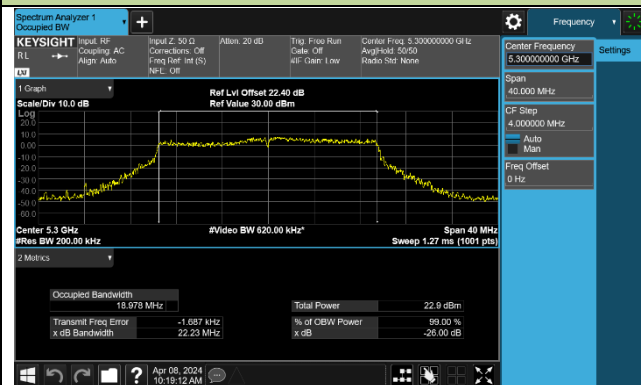 Spectrum Analyzer 1
Occupied BW
Frequency
KEYSIGHT
RL
LXI
Input: RF
Coupling: AC
Align: Auto
Input Z: 50 Ω
Corrections: Off
Freq Ref: Int (S)
NFE: Off
Atten: 20 dB
Trig: Free Run
Gate: Off
#IF Gain: Low
Center Freq: 5.300000000 GHz
Avg|Hold: 50/50
Radio Std: None
Center Frequency
5.300000000 GHz
Settings
Span
40.000 MHz
CF Step
4.000000 MHz
Auto
Man
Freq Offset
0 Hz
1 Graph
Scale/Div 10.0 dB
Ref Lvl Offset 22.40 dB
Ref Value 30.00 dBm
Log
20.0
10.0
0.00
-10.0
-20.0
-30.0
-40.0
-50.0
-60.0
Center 5.3 GHz
#Res BW 200.00 kHz
#Video BW 620.00 kHz*
Span 40 MHz
Sweep 1.27 ms (1001 pts)
2 Metrics
Occupied Bandwidth
18.978 MHz
Total Power
22.9 dBm
Transmit Freq Error
-1.687 kHz
% of OBW Power
99.00 %
x dB Bandwidth
22.23 MHz
x dB
-26.00 dB
Apr 08, 2024
10:19:12 AM